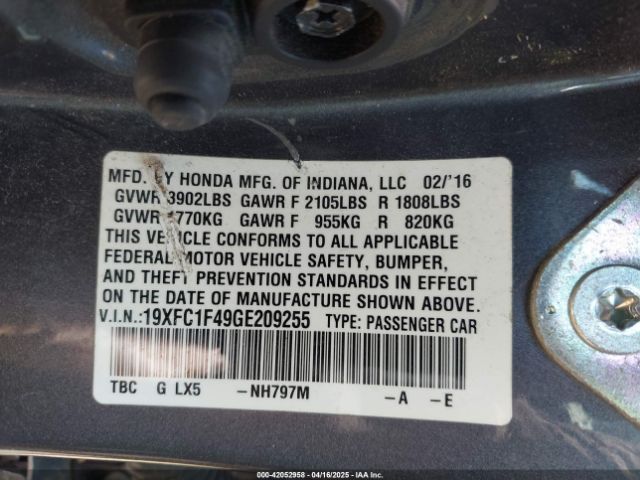 MFD. BY HONDA MFG. OF INDIANA, LLC 02/'16
GVWR 3902LBS GAWR F 2105LBS R 1808LBS
GVWR 1770KG GAWR F 955KG R 820KG
THIS VEHICLE CONFORMS TO ALL APPLICABLE
FEDERAL MOTOR VEHICLE SAFETY, BUMPER,
AND THEFT PREVENTION STANDARDS IN EFFECT
ON THE DATE OF MANUFACTURE SHOWN ABOVE.
V.I.N.:19XFC1F49GE209255 TYPE: PASSENGER CAR
TBC G LX5 -NH797M -A -E
000-42052958 - 04/16/2025 - IAAI.COM